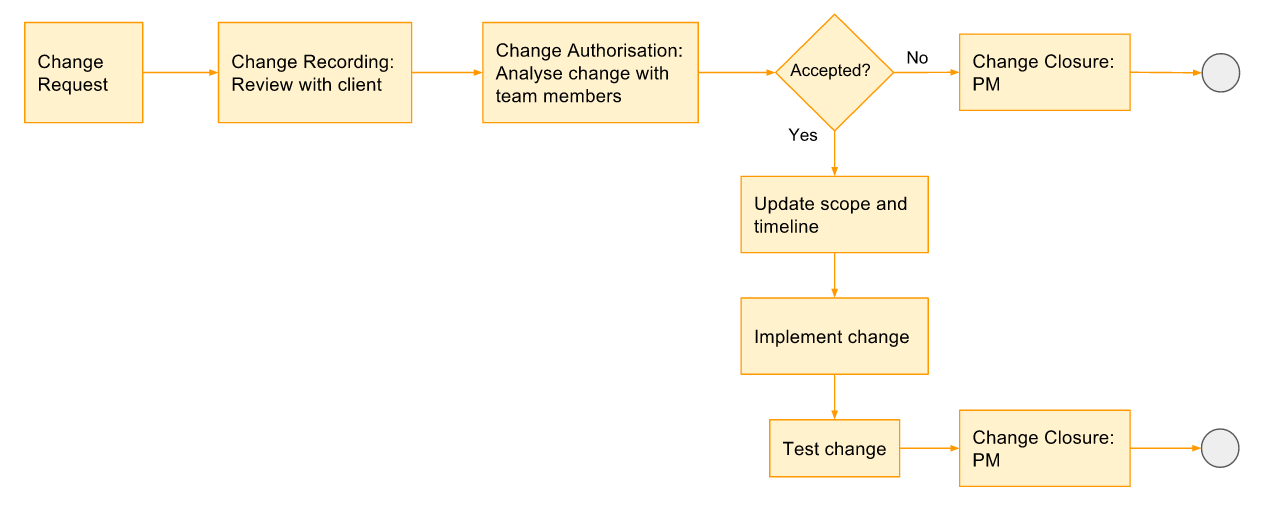 Change
Request
Change Recording:
Review with client
Change Authorisation:
Analyse change with
team members
Accepted?
No
Change Closure:
PM
Yes
Update scope and
timeline
Implement change
Test change
Change Closure:
PM